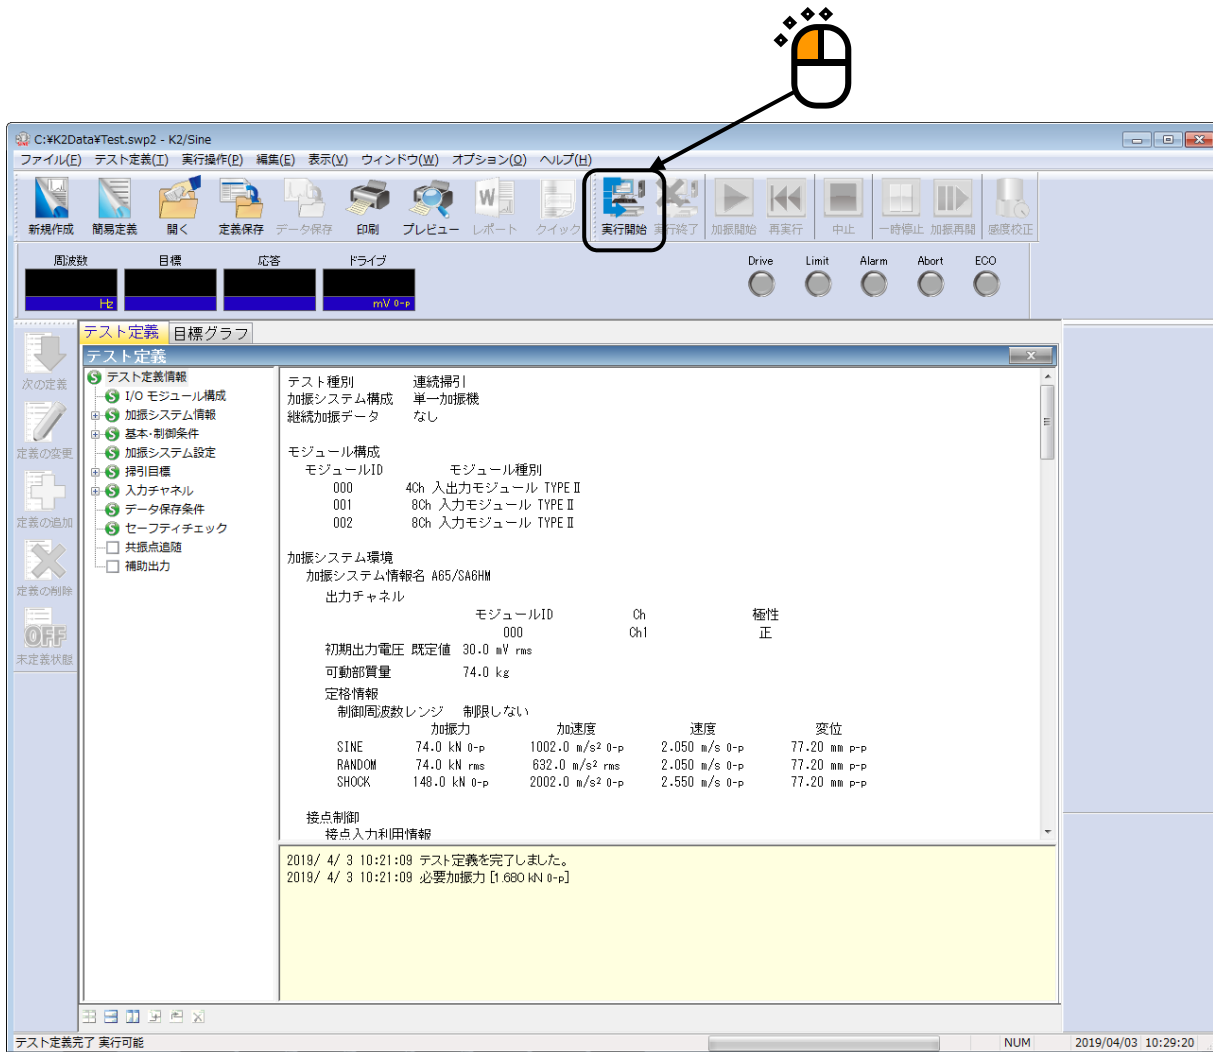 C:¥K2Data¥Test.swp2 - K2/Sine
ファイル(F) テスト定義(T) 実行操作(P) 編集(E) 表示(V) ウィンドウ(W) オプション(O) ヘルプ(H)
新規作成 簡易定義 開く 定義保存 データ保存 印刷 プレビュー レポート クイック 実行開始 実行終了 加振開始 再実行 中止 一時停止 加振再開 感度校正
周波数 目標 応答 ドライブ Drive Limit Alarm Abort ECO
Hz mV 0-p
テスト定義 目標グラフ
テスト定義
次の定義
定義の変更
定義の追加
定義の削除
OFF
未定義状態
テスト定義情報
I/O モジュール構成
加振システム情報
基本・制御条件
加振システム設定
掃引目標
入力チャネル
データ保存条件
セーフティチェック
共振点追随
補助出力
テスト種別 連続掃引
加振システム構成 単一加振機
継続加振データ なし
モジュール構成
モジュールID モジュール種別
000 4Ch 入出力モジュール TYPEⅡ
001 8Ch 入力モジュール TYPEⅡ
002 8Ch 入力モジュール TYPEⅡ
加振システム環境
加振システム情報名 A65/SA6HM
出力チャネル
モジュールID Ch 極性
000 Ch1 正
初期出力電圧 既定値 30.0 mV rms
可動部質量 74.0 kg
定格情報
制御周波数レンジ 制限しない
加振力 加速度 速度 変位
SINE 74.0 kN 0-p 1002.0 m/s² 0-p 2.050 m/s 0-p 77.20 mm p-p
RANDOM 74.0 kN rms 632.0 m/s² rms 2.050 m/s 0-p 77.20 mm p-p
SHOCK 148.0 kN 0-p 2002.0 m/s² 0-p 2.550 m/s 0-p 77.20 mm p-p
接点制御
接点入力利用情報
2019/ 4/ 3 10:21:09 テスト定義を完了しました。
2019/ 4/ 3 10:21:09 必要加振力 [1.680 kN 0-p]
テスト定義完了 実行可能 NUM 2019/04/03 10:29:20